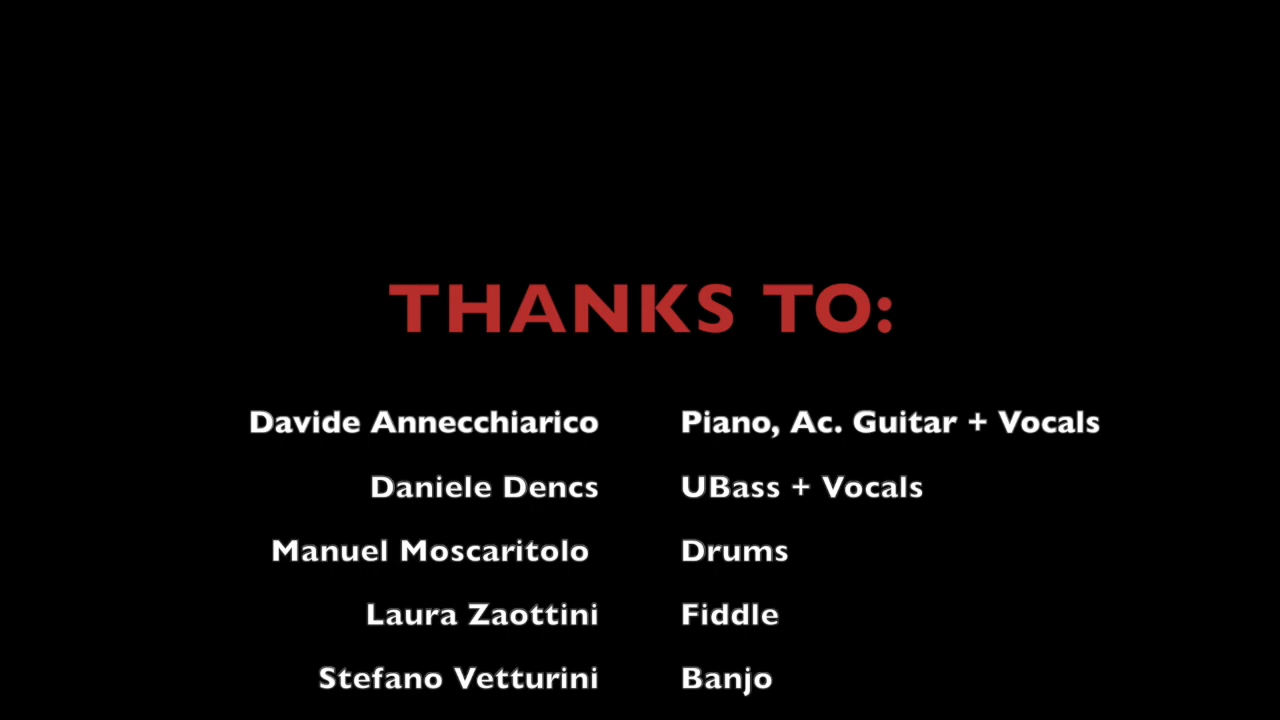 THANKS TO:
Davide Annecchiarico Piano, Ac. Guitar + Vocals
Daniele Dencs UBass + Vocals
Manuel Moscaritolo Drums
Laura Zaottini Fiddle
Stefano Vetturini Banjo